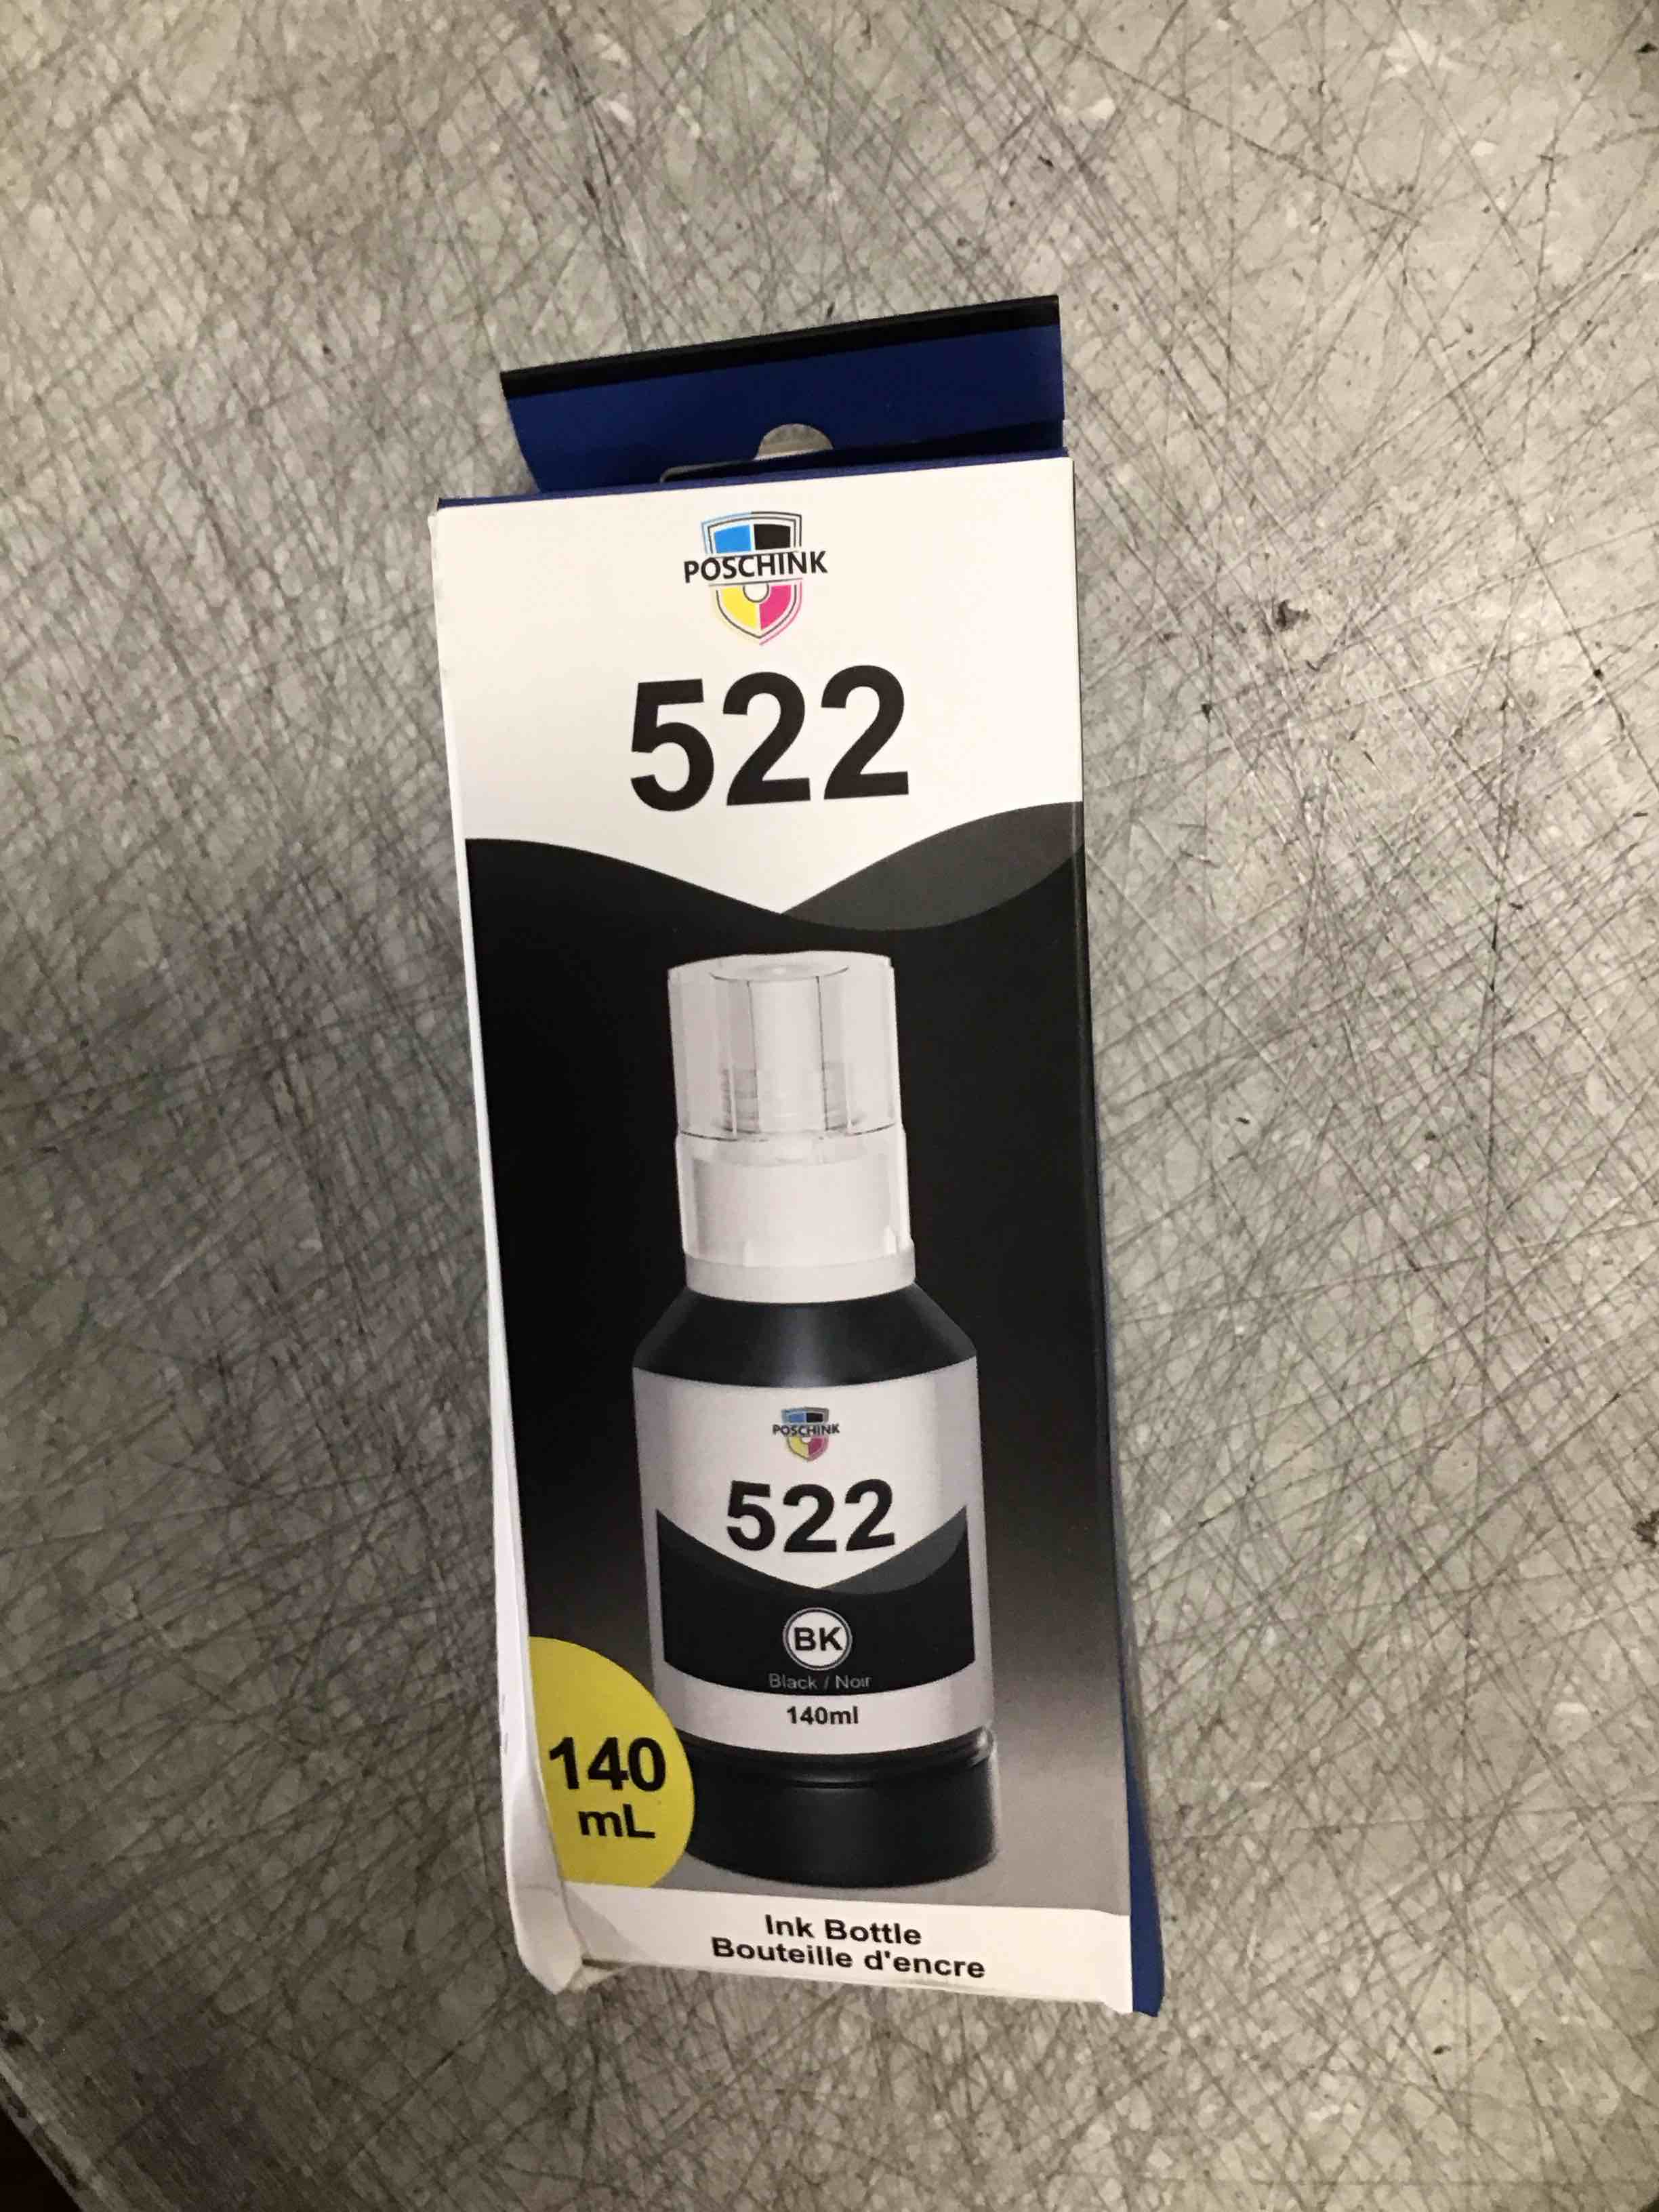 POSCHINK
522
POSCHINK
522
BK
Black / Noir
140ml
140
mL
Ink Bottle
Bouteille d'encre